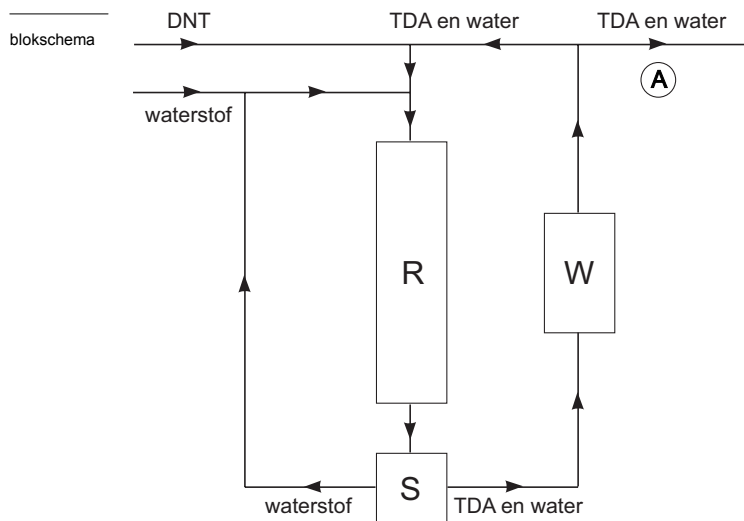 blokschema
DNT
TDA en water
TDA en water
A
waterstof
R
W
S
waterstof
TDA en water